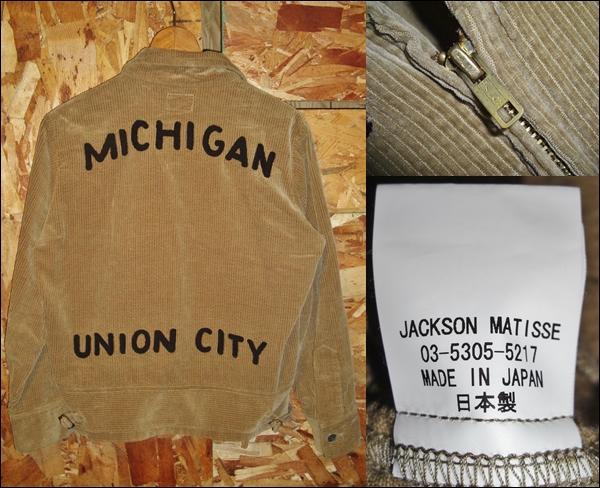 MICHIGAN
UNION CITY
JACKSON MATISSE
03-5305-5217
MADE IN JAPAN
日本製